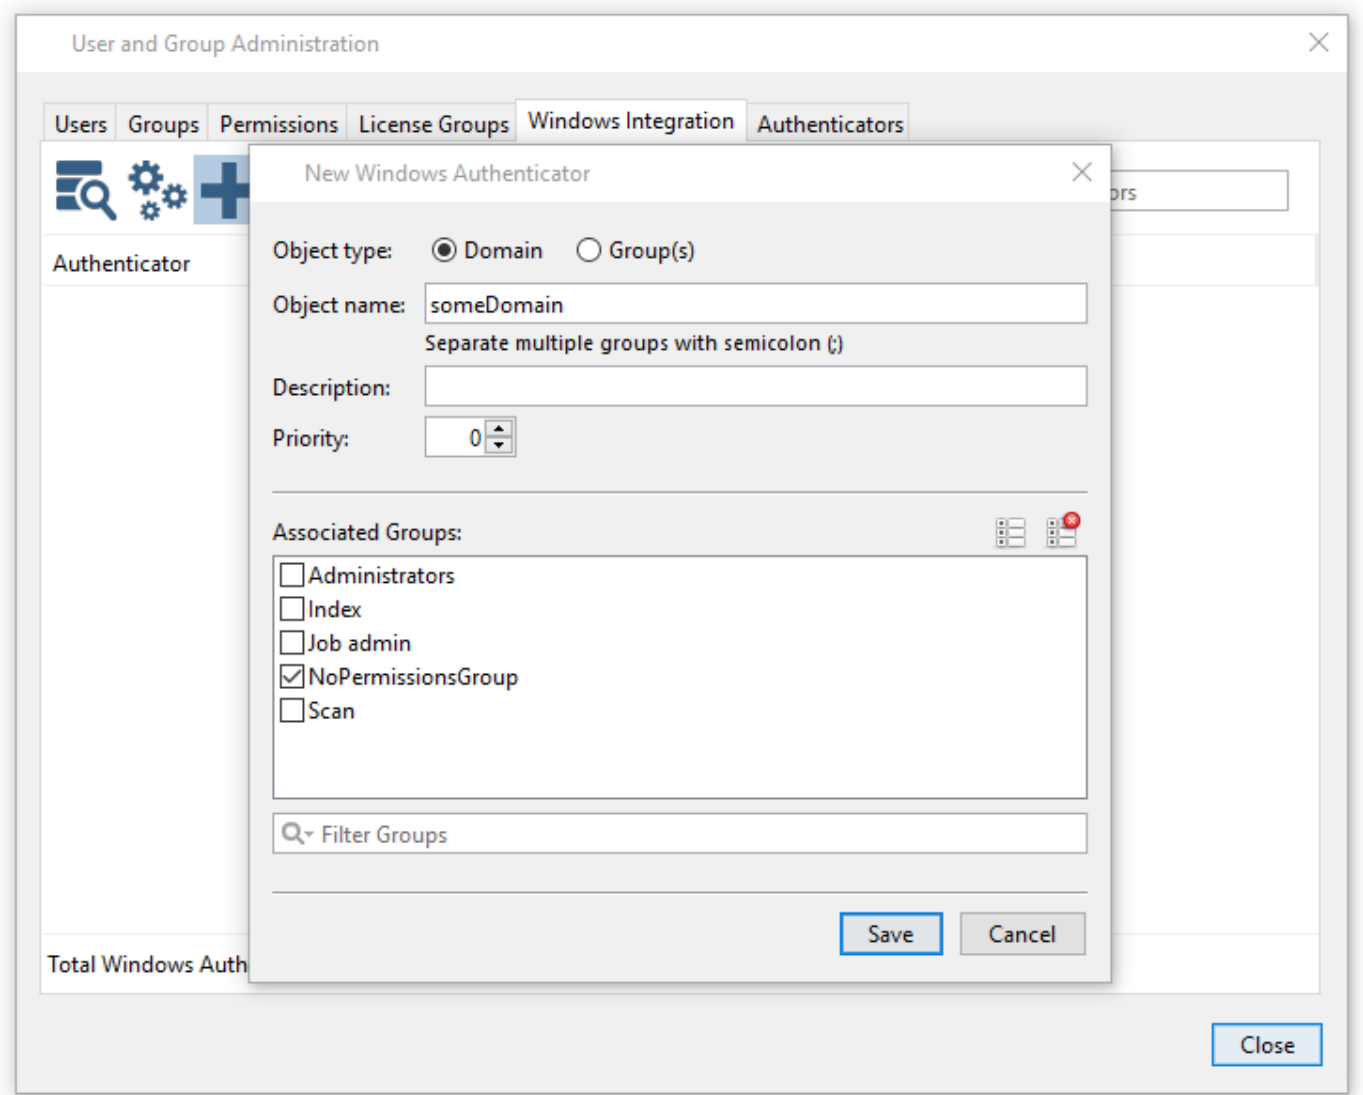 User and Group Administration
Users Groups Permissions License Groups Windows Integration Authenticators
New Windows Authenticator
Object type: Domain Group(s)
Authenticator
Object name: someDomain
Separate multiple groups with semicolon (;)
Description:
Priority: 0
Associated Groups:
Administrators
Index
Job admin
NoPermissionsGroup
Scan
Filter Groups
Save Cancel
Total Windows
Close